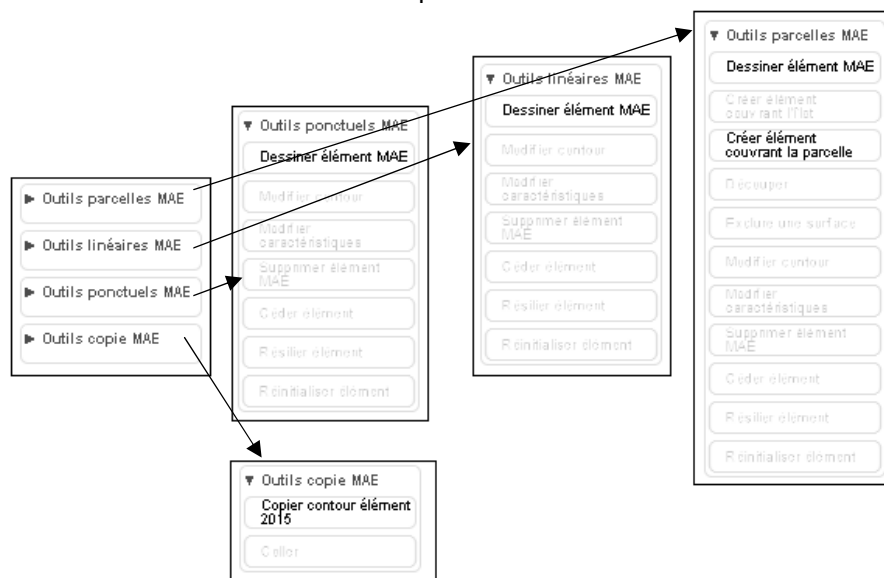 Outils parcelles MAE
Outils linéaires MAE
Outils ponctuels MAE
Outils copie MAE
Outils ponctuels MAE
Dessiner élément MAE
Modifier contour
Modifier
caractéristiques
Supprimer élément
MAE
Céder élément
Résilier élément
Réinitialiser élément
Outils linéaires MAE
Dessiner élément MAE
Modifier contour
Modifier
caractéristiques
Supprimer élément
MAE
Céder élément
Résilier élément
Réinitialiser élément
Outils parcelles MAE
Dessiner élément MAE
Créer élément
couvrant l'îlot
Créer élément
couvrant la parcelle
Découper
Exclure une surface
Modifier contour
Modifier
caractéristiques
Supprimer élément
MAE
Céder élément
Résilier élément
Réinitialiser élément
Outils copie MAE
Copier contour élément
2015
Coller